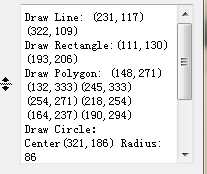 Draw Line: (231,117)
(322,109)
Draw Rectangle:(111,130)
(193,206)
Draw Polygon: (148,271)
(132,333)(245,333)
(254,271)(218,254)
(164,237)(190,294)
Draw Circle:
Center(321,186) Radius:
86